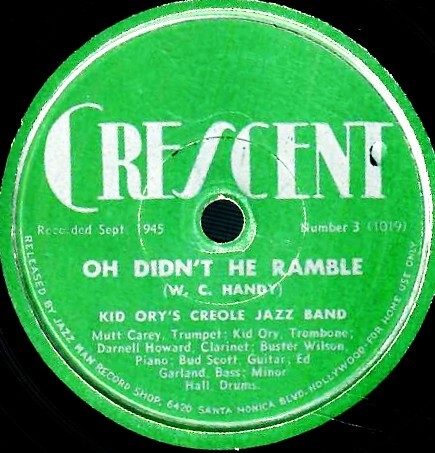 CRESCENT
Recorded Sept. 1945
Number 3 (1019)
OH DIDN'T HE RAMBLE
(W. C. HANDY)
KID ORY'S CREOLE JAZZ BAND
Mutt Carey, Trumpet; Kid Ory, Trombone;
Darnell Howard, Clarinet; Buster Wilson,
Piano; Bud Scott, Guitar; Ed
Garland, Bass; Minor
Hall, Drums.
RELEASED BY JAZZ MAN RECORD SHOP, 6420 SANTA MONICA BLVD., HOLLYWOOD - FOR HOME USE ONLY